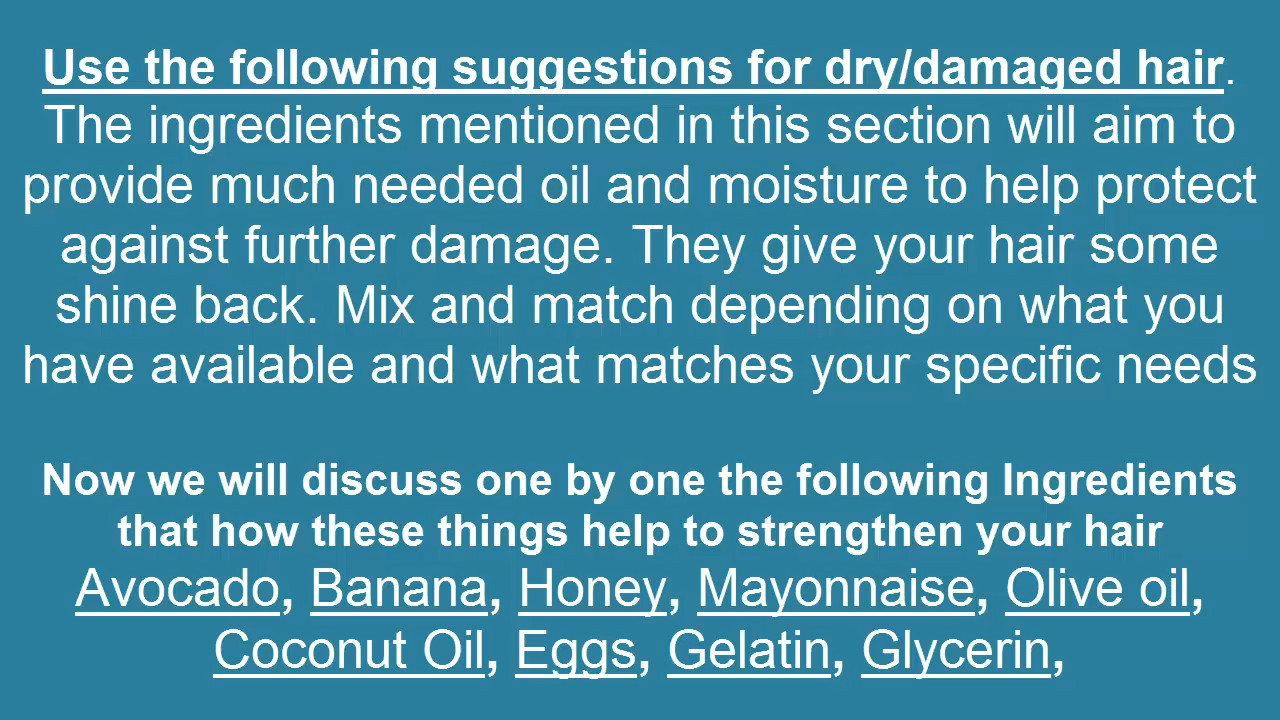 Use the following suggestions for dry/damaged hair.
The ingredients mentioned in this section will aim to
provide much needed oil and moisture to help protect
against further damage. They give your hair some
shine back. Mix and match depending on what you
have available and what matches your specific needs
Now we will discuss one by one the following Ingredients
that how these things help to strengthen your hair
Avocado, Banana, Honey, Mayonnaise, Olive oil,
Coconut Oil, Eggs, Gelatin, Glycerin,